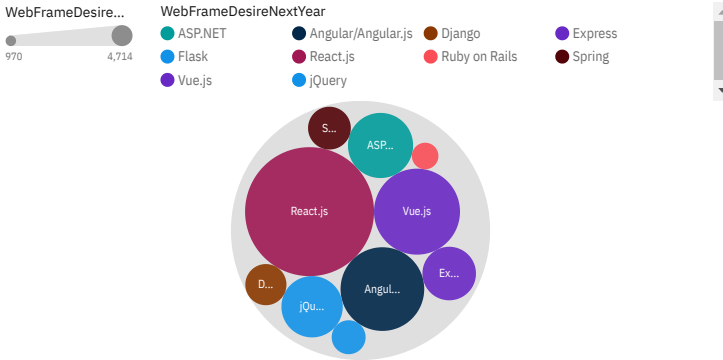 WebFrameDesire...
970 4,714
WebFrameDesireNextYear
ASP.NET Angular/Angular.js Django Express
Flask React.js Ruby on Rails Spring
Vue.js jQuery
S...
ASP...
React.js
Vue.js
Ex...
D...
Angul...
jQu...